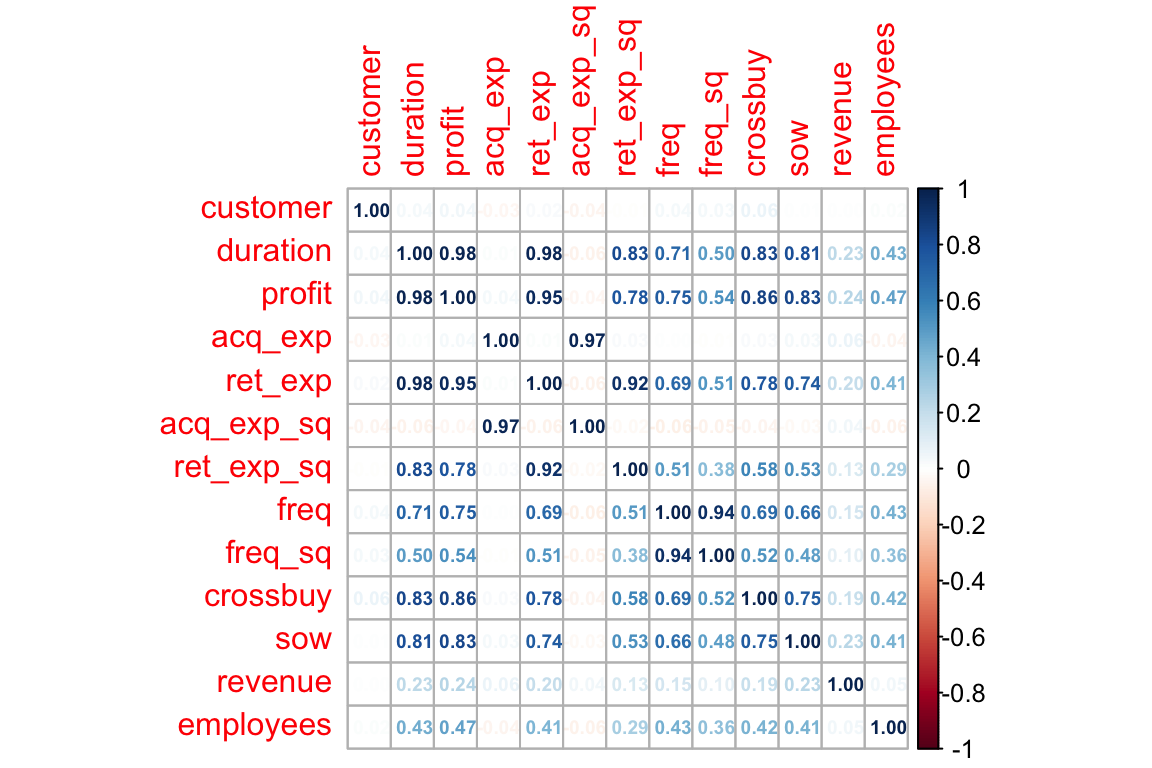 customer duration profit acq_exp ret_exp acq_exp_sq ret_exp_sq freq freq_sq crossbuy sow revenue employees
customer 1.00 0.04 0.04 -0.03 0.02 -0.04 0.04 0.03 0.06 0.02
duration 0.04 1.00 0.98 0.01 0.98 -0.06 0.83 0.71 0.50 0.83 0.81 0.23 0.43
profit 0.04 0.98 1.00 0.04 0.95 -0.04 0.78 0.75 0.54 0.86 0.83 0.24 0.47
acq_exp -0.03 0.01 0.04 1.00 0.01 0.97 0.03 0.03 0.03 0.06 -0.04
ret_exp 0.02 0.98 0.95 0.01 1.00 -0.06 0.92 0.69 0.51 0.78 0.74 0.20 0.41
acq_exp_sq -0.04 -0.06 -0.04 0.97 -0.06 1.00 -0.02 -0.06 -0.05 -0.04 -0.03 0.04 -0.06
ret_exp_sq 0.83 0.78 0.03 0.92 -0.02 1.00 0.51 0.38 0.58 0.53 0.13 0.29
freq 0.04 0.71 0.75 0.69 -0.06 0.51 1.00 0.94 0.69 0.66 0.15 0.43
freq_sq 0.03 0.50 0.54 0.51 -0.05 0.38 0.94 1.00 0.52 0.48 0.10 0.36
crossbuy 0.06 0.83 0.86 0.03 0.78 -0.04 0.58 0.69 0.52 1.00 0.75 0.19 0.42
sow 0.81 0.83 0.03 0.74 -0.03 0.53 0.66 0.48 0.75 1.00 0.23 0.41
revenue 0.23 0.24 0.06 0.20 0.04 0.13 0.15 0.10 0.19 0.23 1.00 0.05
employees 0.02 0.43 0.47 -0.04 0.41 -0.06 0.29 0.43 0.36 0.42 0.41 0.05 1.00
1
0.8
0.6
0.4
0.2
0
-0.2
-0.4
-0.6
-0.8
-1